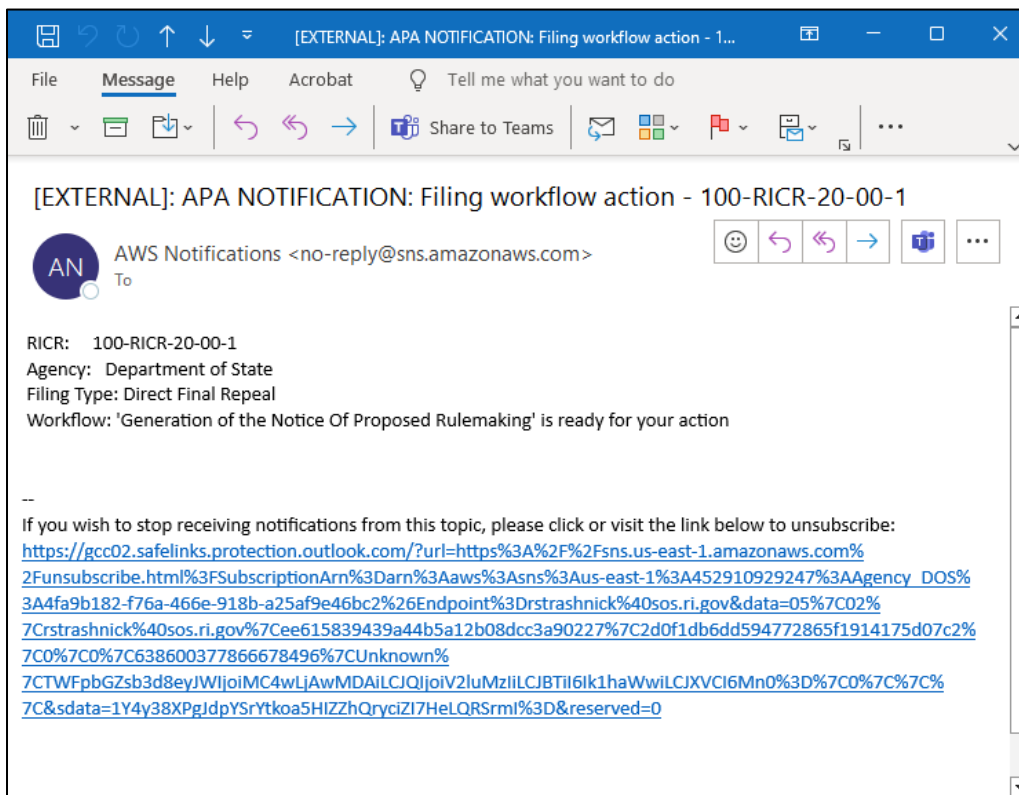 [EXTERNAL]: APA NOTIFICATION: Filing workflow action - 1...
File Message Help Acrobat Tell me what you want to do
Share to Teams
[EXTERNAL]: APA NOTIFICATION: Filing workflow action - 100-RICR-20-00-1
AN
AWS Notifications <no-reply@sns.amazonaws.com>
To
RICR: 100-RICR-20-00-1
Agency: Department of State
Filing Type: Direct Final Repeal
Workflow: 'Generation of the Notice Of Proposed Rulemaking' is ready for your action
--
If you wish to stop receiving notifications from this topic, please click or visit the link below to unsubscribe:
https://gcc02.safelinks.protection.outlook.com/?url=https%3A%2F%2Fsns.us-east-1.amazonaws.com%
2Funsubscribe.html%3FSubscriptionArn%3Darn%3Aaws%3Asns%3Aus-east-1%3A452910929247%3AAgency_DOS%
3A4fa9b182-f76a-466e-918b-a25af9e46bc2%26Endpoint%3Drstrashnick%40sos.ri.gov&data=05%7C02%
7Crstrashnick%40sos.ri.gov%7Cee615839439a44b5a12b08dcc3a90227%7C2d0f1db6dd594772865f1914175d07c2%
7C0%7C0%7C638600377866678496%7CUnknown%
7CTWFpbGZsb3d8eyJWIjoiMC4wLjAwMDAiLCJQIjoiV2luMzIiLCJBTiI6Ik1haWwiLCJXVCI6Mn0%3D%7C0%7C%7C%
7C&sdata=1Y4y38XPgJdpYSrYtkoa5HIZZhQryciZI7HeLQRSrmI%3D&reserved=0